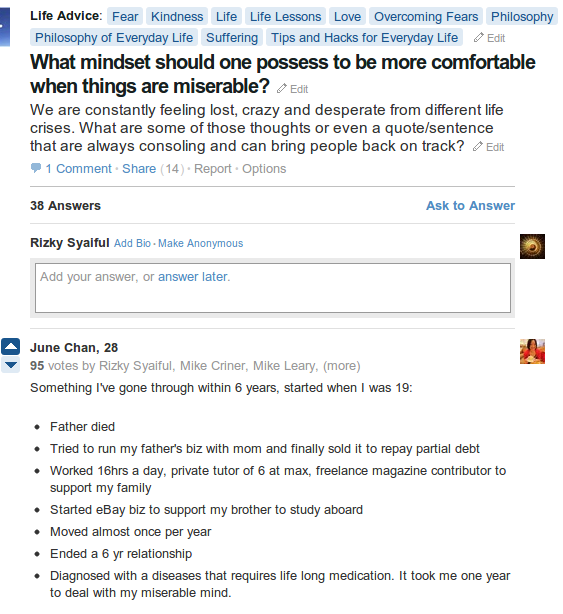 Life Advice: Fear Kindness Life Life Lessons Love Overcoming Fears Philosophy
Philosophy of Everyday Life Suffering Tips and Hacks for Everyday Life Edit
What mindset should one possess to be more comfortable
when things are miserable? Edit
We are constantly feeling lost, crazy and desperate from different life
crises. What are some of those thoughts or even a quote/sentence
that are always consoling and can bring people back on track? Edit
1 Comment · Share (14) · Report · Options
38 Answers Ask to Answer
Rizky Syaiful Add Bio · Make Anonymous
Add your answer, or answer later.
June Chan, 28
95 votes by Rizky Syaiful, Mike Criner, Mike Leary, (more)
Something I've gone through within 6 years, started when I was 19:
• Father died
• Tried to run my father's biz with mom and finally sold it to repay partial debt
• Worked 16hrs a day, private tutor of 6 at max, freelance magazine contributor to
support my family
• Started eBay biz to support my brother to study aboard
• Moved almost once per year
• Ended a 6 yr relationship
• Diagnosed with a diseases that requires life long medication. It took me one year
to deal with my miserable mind.